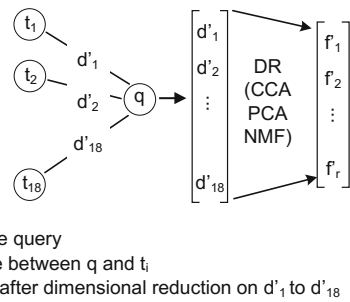 t1
t2
t18
d'1
d'2
d'18
q
d'1
d'2
⋮
d'18
DR
(CCA
PCA
NMF)
f'1
f'2
⋮
f'r
e query
e between q and ti
after dimensional reduction on d'1 to d'18